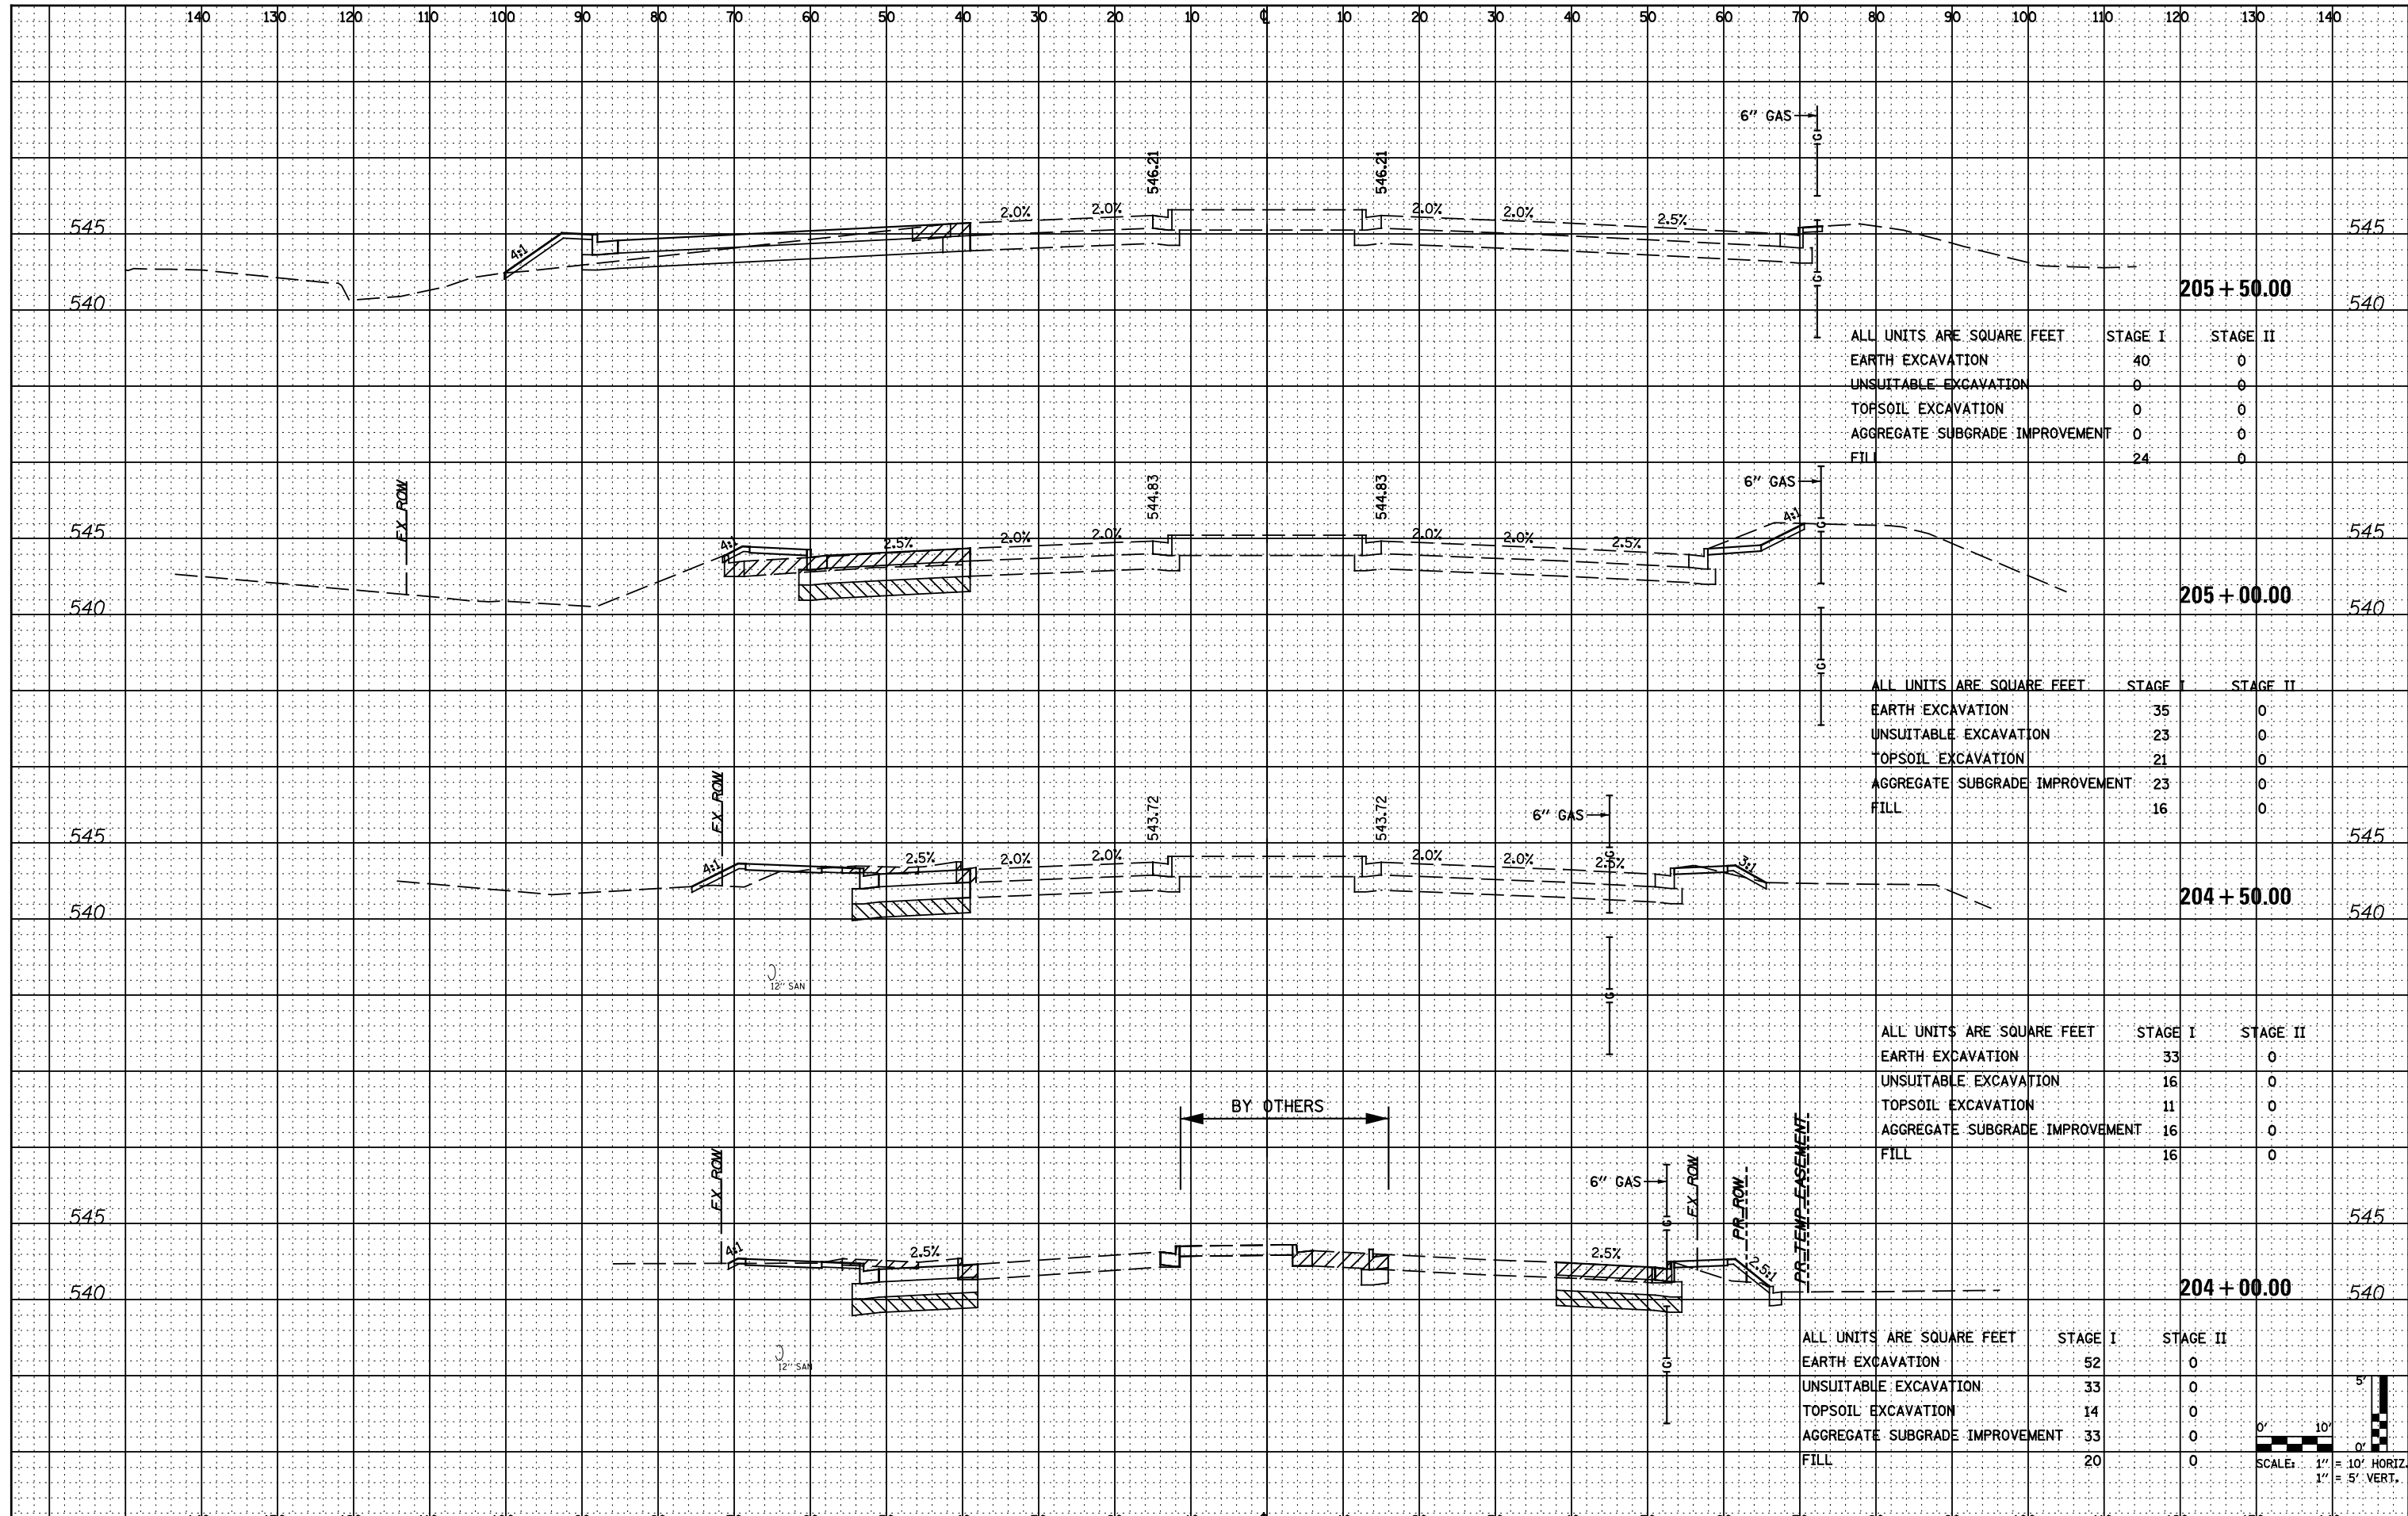 140 130 120 110 100 90 80 70 60 50 40 30 20 10 ℄ 10 20 30 40 50 60 70 80 90 100 110 120 130 140
6" GAS
G
546.21 546.21
545 4:1 2.0% 2.0% 2.0% 2.0% 2.5% 545
G
540 205+50.00 540
ALL UNITS ARE SQUARE FEET STAGE I STAGE II
EARTH EXCAVATION 40 0
UNSUITABLE EXCAVATION 0 0
TOPSOIL EXCAVATION 0 0
AGGREGATE SUBGRADE IMPROVEMENT 0 0
FILL 24 0
EX ROW 544.83 544.83 6" GAS
G
545 4:1 2.5% 2.0% 2.0% 2.0% 2.0% 2.5% 4:1 545
540 205+00.00 540
G
ALL UNITS ARE SQUARE FEET STAGE I STAGE II
EARTH EXCAVATION 35 0
UNSUITABLE EXCAVATION 23 0
TOPSOIL EXCAVATION 21 0
AGGREGATE SUBGRADE IMPROVEMENT 23 0
FILL 16 0
EX ROW 543.72 543.72 6" GAS
G
545 4:1 2.5% 2.0% 2.0% 2.0% 2.0% 2.5% 3:1 545
540 204+50.00 540
12" SAN
G
ALL UNITS ARE SQUARE FEET STAGE I STAGE II
EARTH EXCAVATION 33 0
UNSUITABLE EXCAVATION 16 0
TOPSOIL EXCAVATION 11 0
AGGREGATE SUBGRADE IMPROVEMENT 16 0
FILL 16 0
BY OTHERS
EX ROW 6" GAS EX ROW PR ROW PR TEMP EASEMENT
G
545 4:1 2.5% 2.5% 2.5:1 545
540 204+00.00 540
12" SAN
G
ALL UNITS ARE SQUARE FEET STAGE I STAGE II
EARTH EXCAVATION 52 0
UNSUITABLE EXCAVATION 33 0
TOPSOIL EXCAVATION 14 0
AGGREGATE SUBGRADE IMPROVEMENT 33 0
FILL 20 0
5'
0' 10' 0'
SCALE: 1" = 10' HORIZ.
1" = 5' VERT.